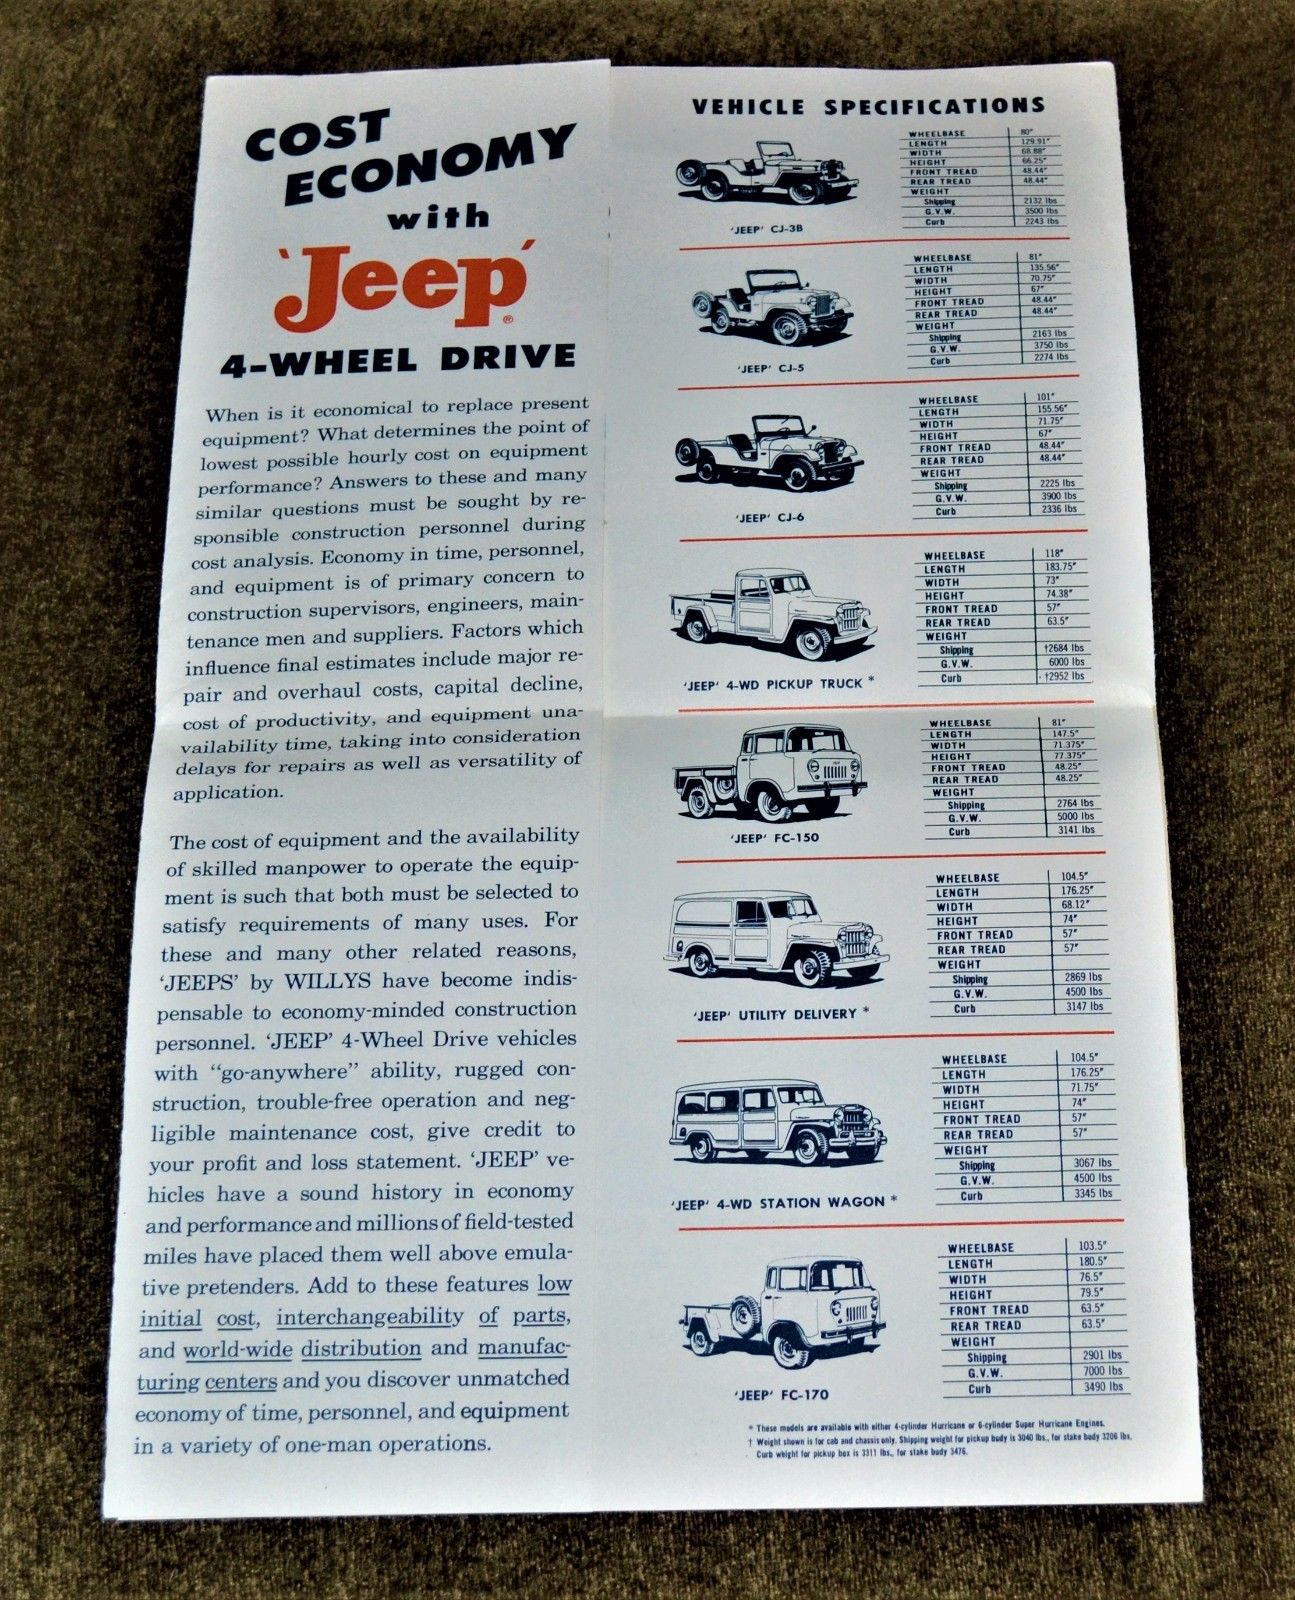 COST
ECONOMY
with
'Jeep'
®
4-WHEEL DRIVE
When is it economical to replace present
equipment? What determines the point of
lowest possible hourly cost on equipment
performance? Answers to these and many
similar questions must be sought by re-
sponsible construction personnel during
cost analysis. Economy in time, personnel,
and equipment is of primary concern to
construction supervisors, engineers, main-
tenance men and suppliers. Factors which
influence final estimates include major re-
pair and overhaul costs, capital decline,
cost of productivity, and equipment una-
vailability time, taking into consideration
delays for repairs as well as versatility of
application.
The cost of equipment and the availability
of skilled manpower to operate the equip-
ment is such that both must be selected to
satisfy requirements of many uses. For
these and many other related reasons,
'JEEPS' by WILLYS have become indis-
pensable to economy-minded construction
personnel. 'JEEP' 4-Wheel Drive vehicles
with "go-anywhere" ability, rugged con-
struction, trouble-free operation and neg-
ligible maintenance cost, give credit to
your profit and loss statement. 'JEEP' ve-
hicles have a sound history in economy
and performance and millions of field-tested
miles have placed them well above emula-
tive pretenders. Add to these features low
initial cost, interchangeability of parts,
and world-wide distribution and manufac-
turing centers and you discover unmatched
economy of time, personnel, and equipment
in a variety of one-man operations.
VEHICLE SPECIFICATIONS
'JEEP' CJ-3B
WHEELBASE 80"
LENGTH 129.91"
WIDTH 68.88"
HEIGHT 66.25"
FRONT TREAD 48.44"
REAR TREAD 48.44"
WEIGHT
Shipping 2132 lbs
G.V.W. 3500 lbs
Curb 2243 lbs
'JEEP' CJ-5
WHEELBASE 81"
LENGTH 135.56"
WIDTH 70.75"
HEIGHT 67"
FRONT TREAD 48.44"
REAR TREAD 48.44"
WEIGHT
Shipping 2163 lbs
G.V.W. 3750 lbs
Curb 2274 lbs
'JEEP' CJ-6
WHEELBASE 101"
LENGTH 155.56"
WIDTH 71.75"
HEIGHT 67"
FRONT TREAD 48.44"
REAR TREAD 48.44"
WEIGHT
Shipping 2225 lbs
G.V.W. 3900 lbs
Curb 2336 lbs
'JEEP' 4-WD PICKUP TRUCK *
WHEELBASE 118"
LENGTH 183.75"
WIDTH 73"
HEIGHT 74.38"
FRONT TREAD 57"
REAR TREAD 63.5"
WEIGHT
Shipping †2684 lbs
G.V.W. 6000 lbs
Curb †2952 lbs
'JEEP' FC-150
WHEELBASE 81"
LENGTH 147.5"
WIDTH 71.375"
HEIGHT 77.375"
FRONT TREAD 48.25"
REAR TREAD 48.25"
WEIGHT
Shipping 2764 lbs
G.V.W. 5000 lbs
Curb 3141 lbs
'JEEP' UTILITY DELIVERY *
WHEELBASE 104.5"
LENGTH 176.25"
WIDTH 68.12"
HEIGHT 74"
FRONT TREAD 57"
REAR TREAD 57"
WEIGHT
Shipping 2869 lbs
G.V.W. 4500 lbs
Curb 3147 lbs
'JEEP' 4-WD STATION WAGON *
WHEELBASE 104.5"
LENGTH 176.25"
WIDTH 71.75"
HEIGHT 74"
FRONT TREAD 57"
REAR TREAD 57"
WEIGHT
Shipping 3067 lbs
G.V.W. 4500 lbs
Curb 3345 lbs
'JEEP' FC-170
WHEELBASE 103.5"
LENGTH 180.5"
WIDTH 76.5"
HEIGHT 79.5"
FRONT TREAD 63.5"
REAR TREAD 63.5"
WEIGHT
Shipping 2901 lbs
G.V.W. 7000 lbs
Curb 3490 lbs
* These models are available with either 4-cylinder Hurricane or 6-cylinder Super Hurricane Engines.
† Weight shown is for cab and chassis only. Shipping weight for pickup body is 3040 lbs., for stake body 3206 lbs.
Curb weight for pickup box is 3311 lbs., for stake body 3476.